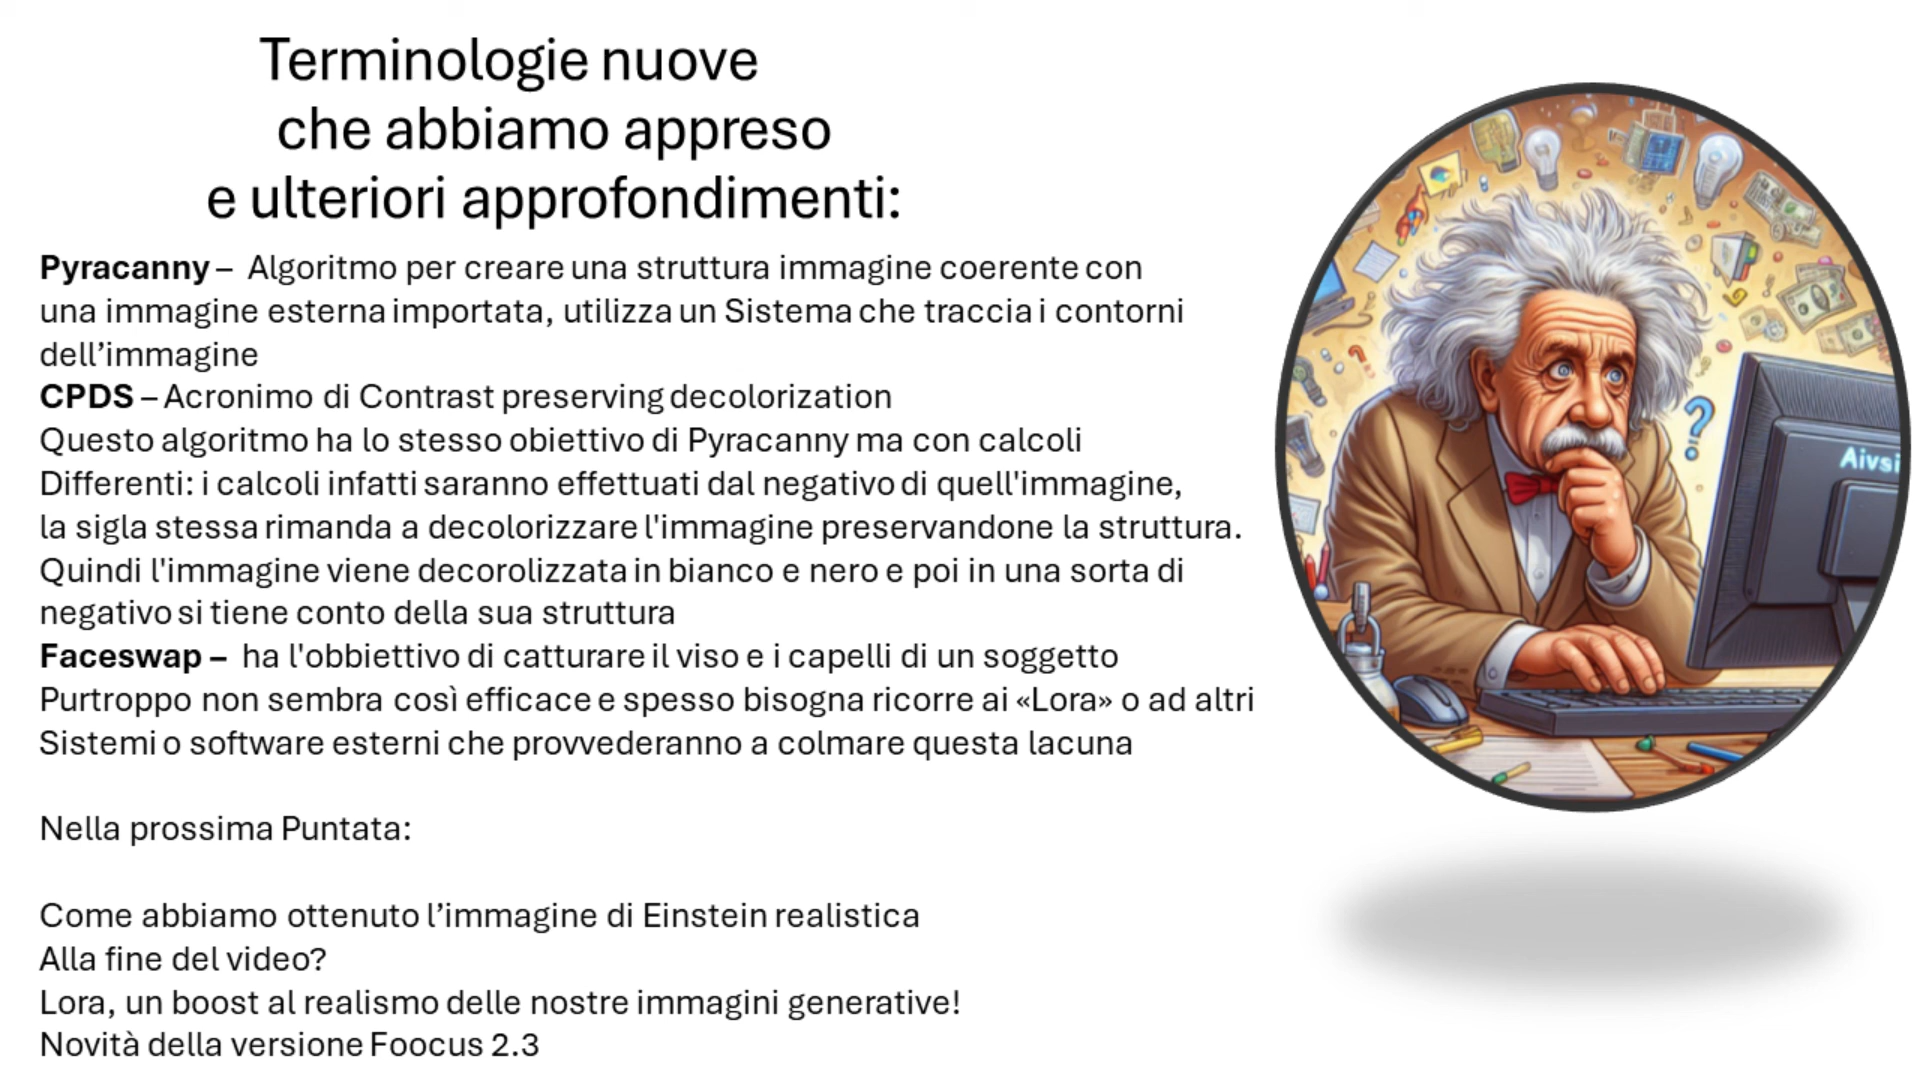 Terminologie nuove
che abbiamo appreso
e ulteriori approfondimenti:
Pyracanny – Algoritmo per creare una struttura immagine coerente con
una immagine esterna importata, utilizza un Sistema che traccia i contorni
dell’immagine
CPDS – Acronimo di Contrast preserving decolorization
Questo algoritmo ha lo stesso obiettivo di Pyracanny ma con calcoli
Differenti: i calcoli infatti saranno effettuati dal negativo di quell'immagine,
la sigla stessa rimanda a decolorizzare l'immagine preservandone la struttura.
Quindi l'immagine viene decorolizzata in bianco e nero e poi in una sorta di
negativo si tiene conto della sua struttura
Faceswap – ha l'obbiettivo di catturare il viso e i capelli di un soggetto
Purtroppo non sembra così efficace e spesso bisogna ricorre ai «Lora» o ad altri
Sistemi o software esterni che provvederanno a colmare questa lacuna
Nella prossima Puntata:
Come abbiamo ottenuto l’immagine di Einstein realistica
Alla fine del video?
Lora, un boost al realismo delle nostre immagini generative!
Novità della versione Foocus 2.3
?
Aivsi